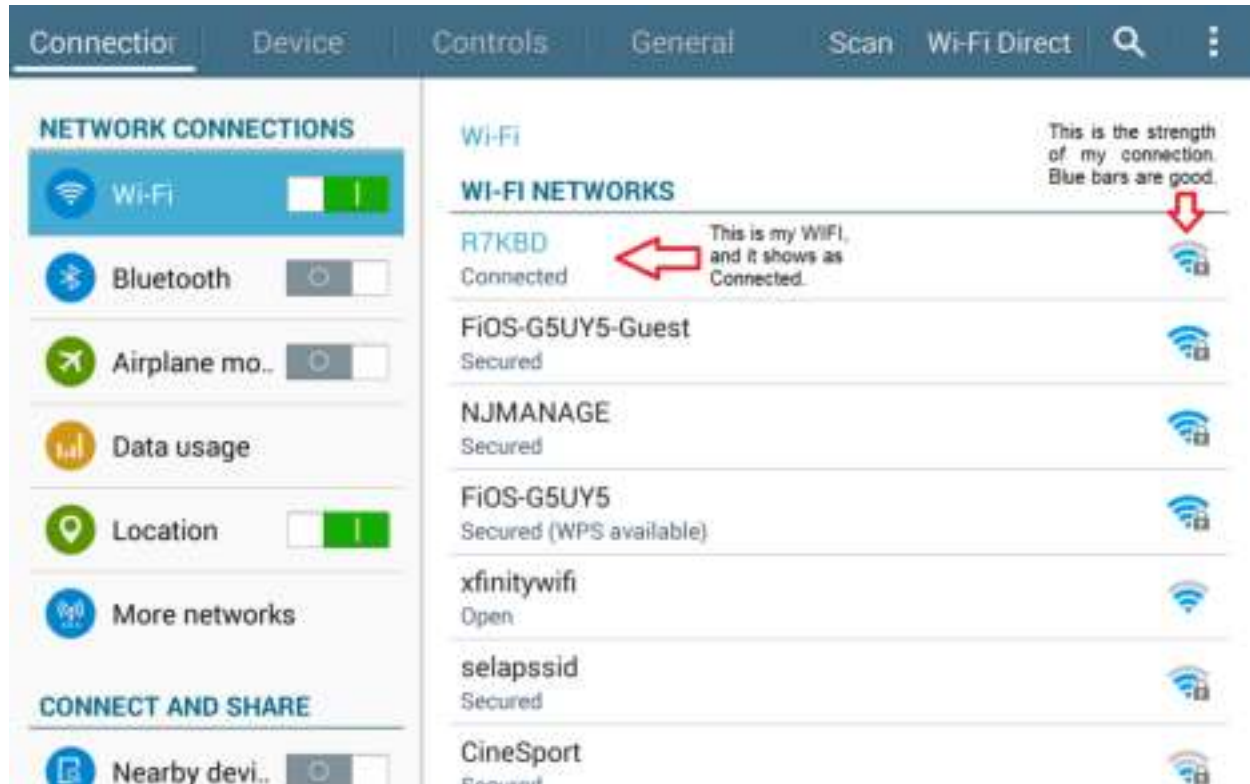 Connection Device Controls General Scan Wi-Fi Direct
NETWORK CONNECTIONS
Wi-Fi
Bluetooth
Airplane mo..
Data usage
Location
More networks
CONNECT AND SHARE
Nearby devi..
Wi-Fi
This is the strength
of my connection.
Blue bars are good.
WI-FI NETWORKS
R7KBD
Connected
This is my WIFI,
and it shows as
Connected.
FiOS-G5UY5-Guest
Secured
NJMANAGE
Secured
FiOS-G5UY5
Secured (WPS available)
xfinitywifi
Open
selapssid
Secured
CineSport
Secured